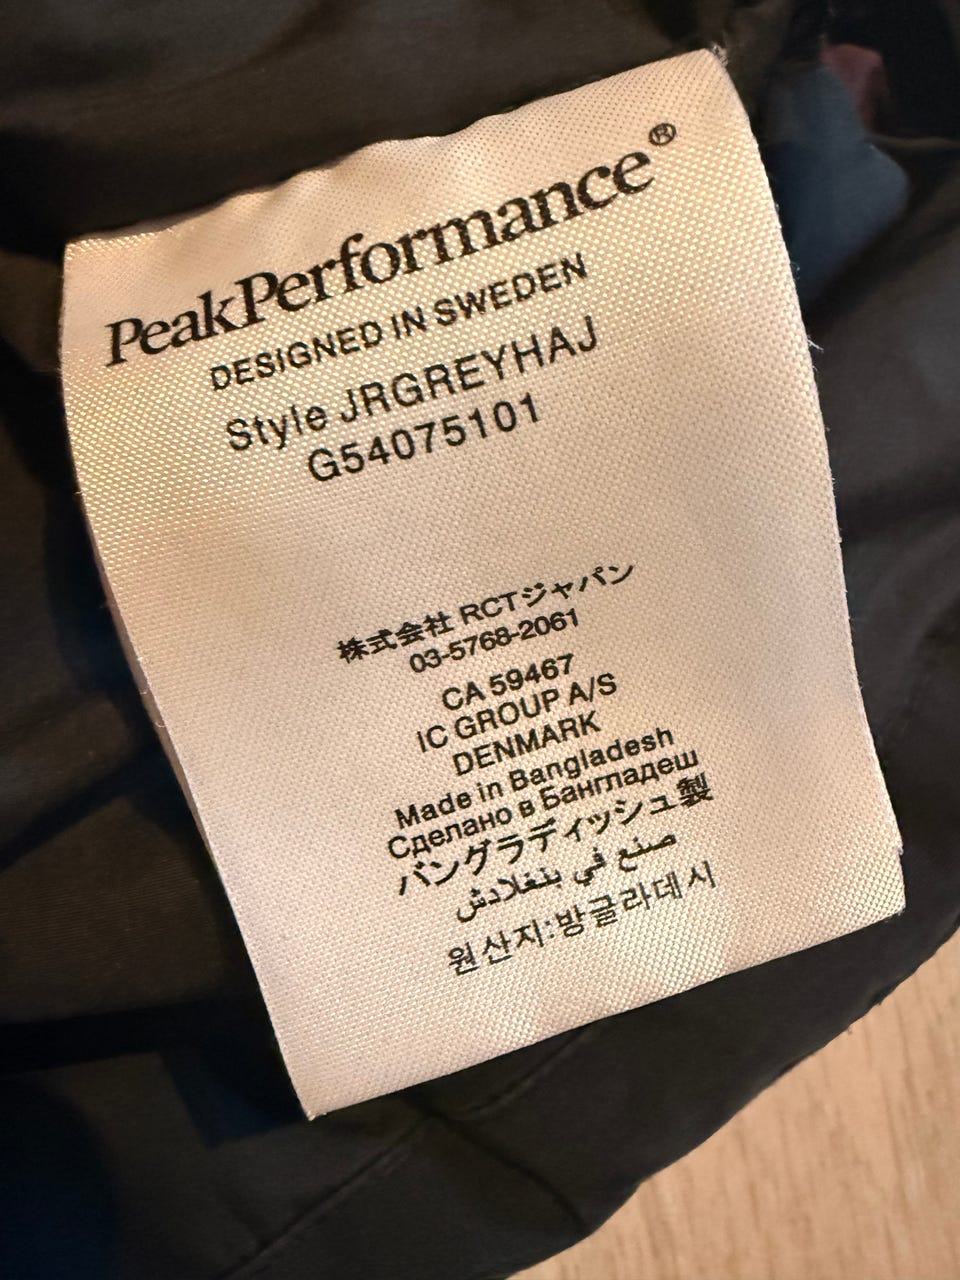 PeakPerformance®
DESIGNED IN SWEDEN
Style JRGREYHAJ
G54075101
株式会社 RCTジャパン
03-5768-2061
CA 59467
IC GROUP A/S
DENMARK
Made in Bangladesh
Сделано в Бангладеш
バングラディッシュ製
صنع في بنغلادش
원산지:방글라데시